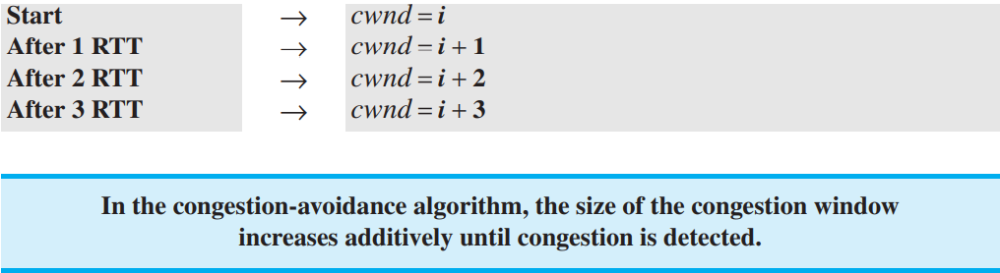 Start → cwnd = i
After 1 RTT → cwnd = i + 1
After 2 RTT → cwnd = i + 2
After 3 RTT → cwnd = i + 3
In the congestion-avoidance algorithm, the size of the congestion window
increases additively until congestion is detected.